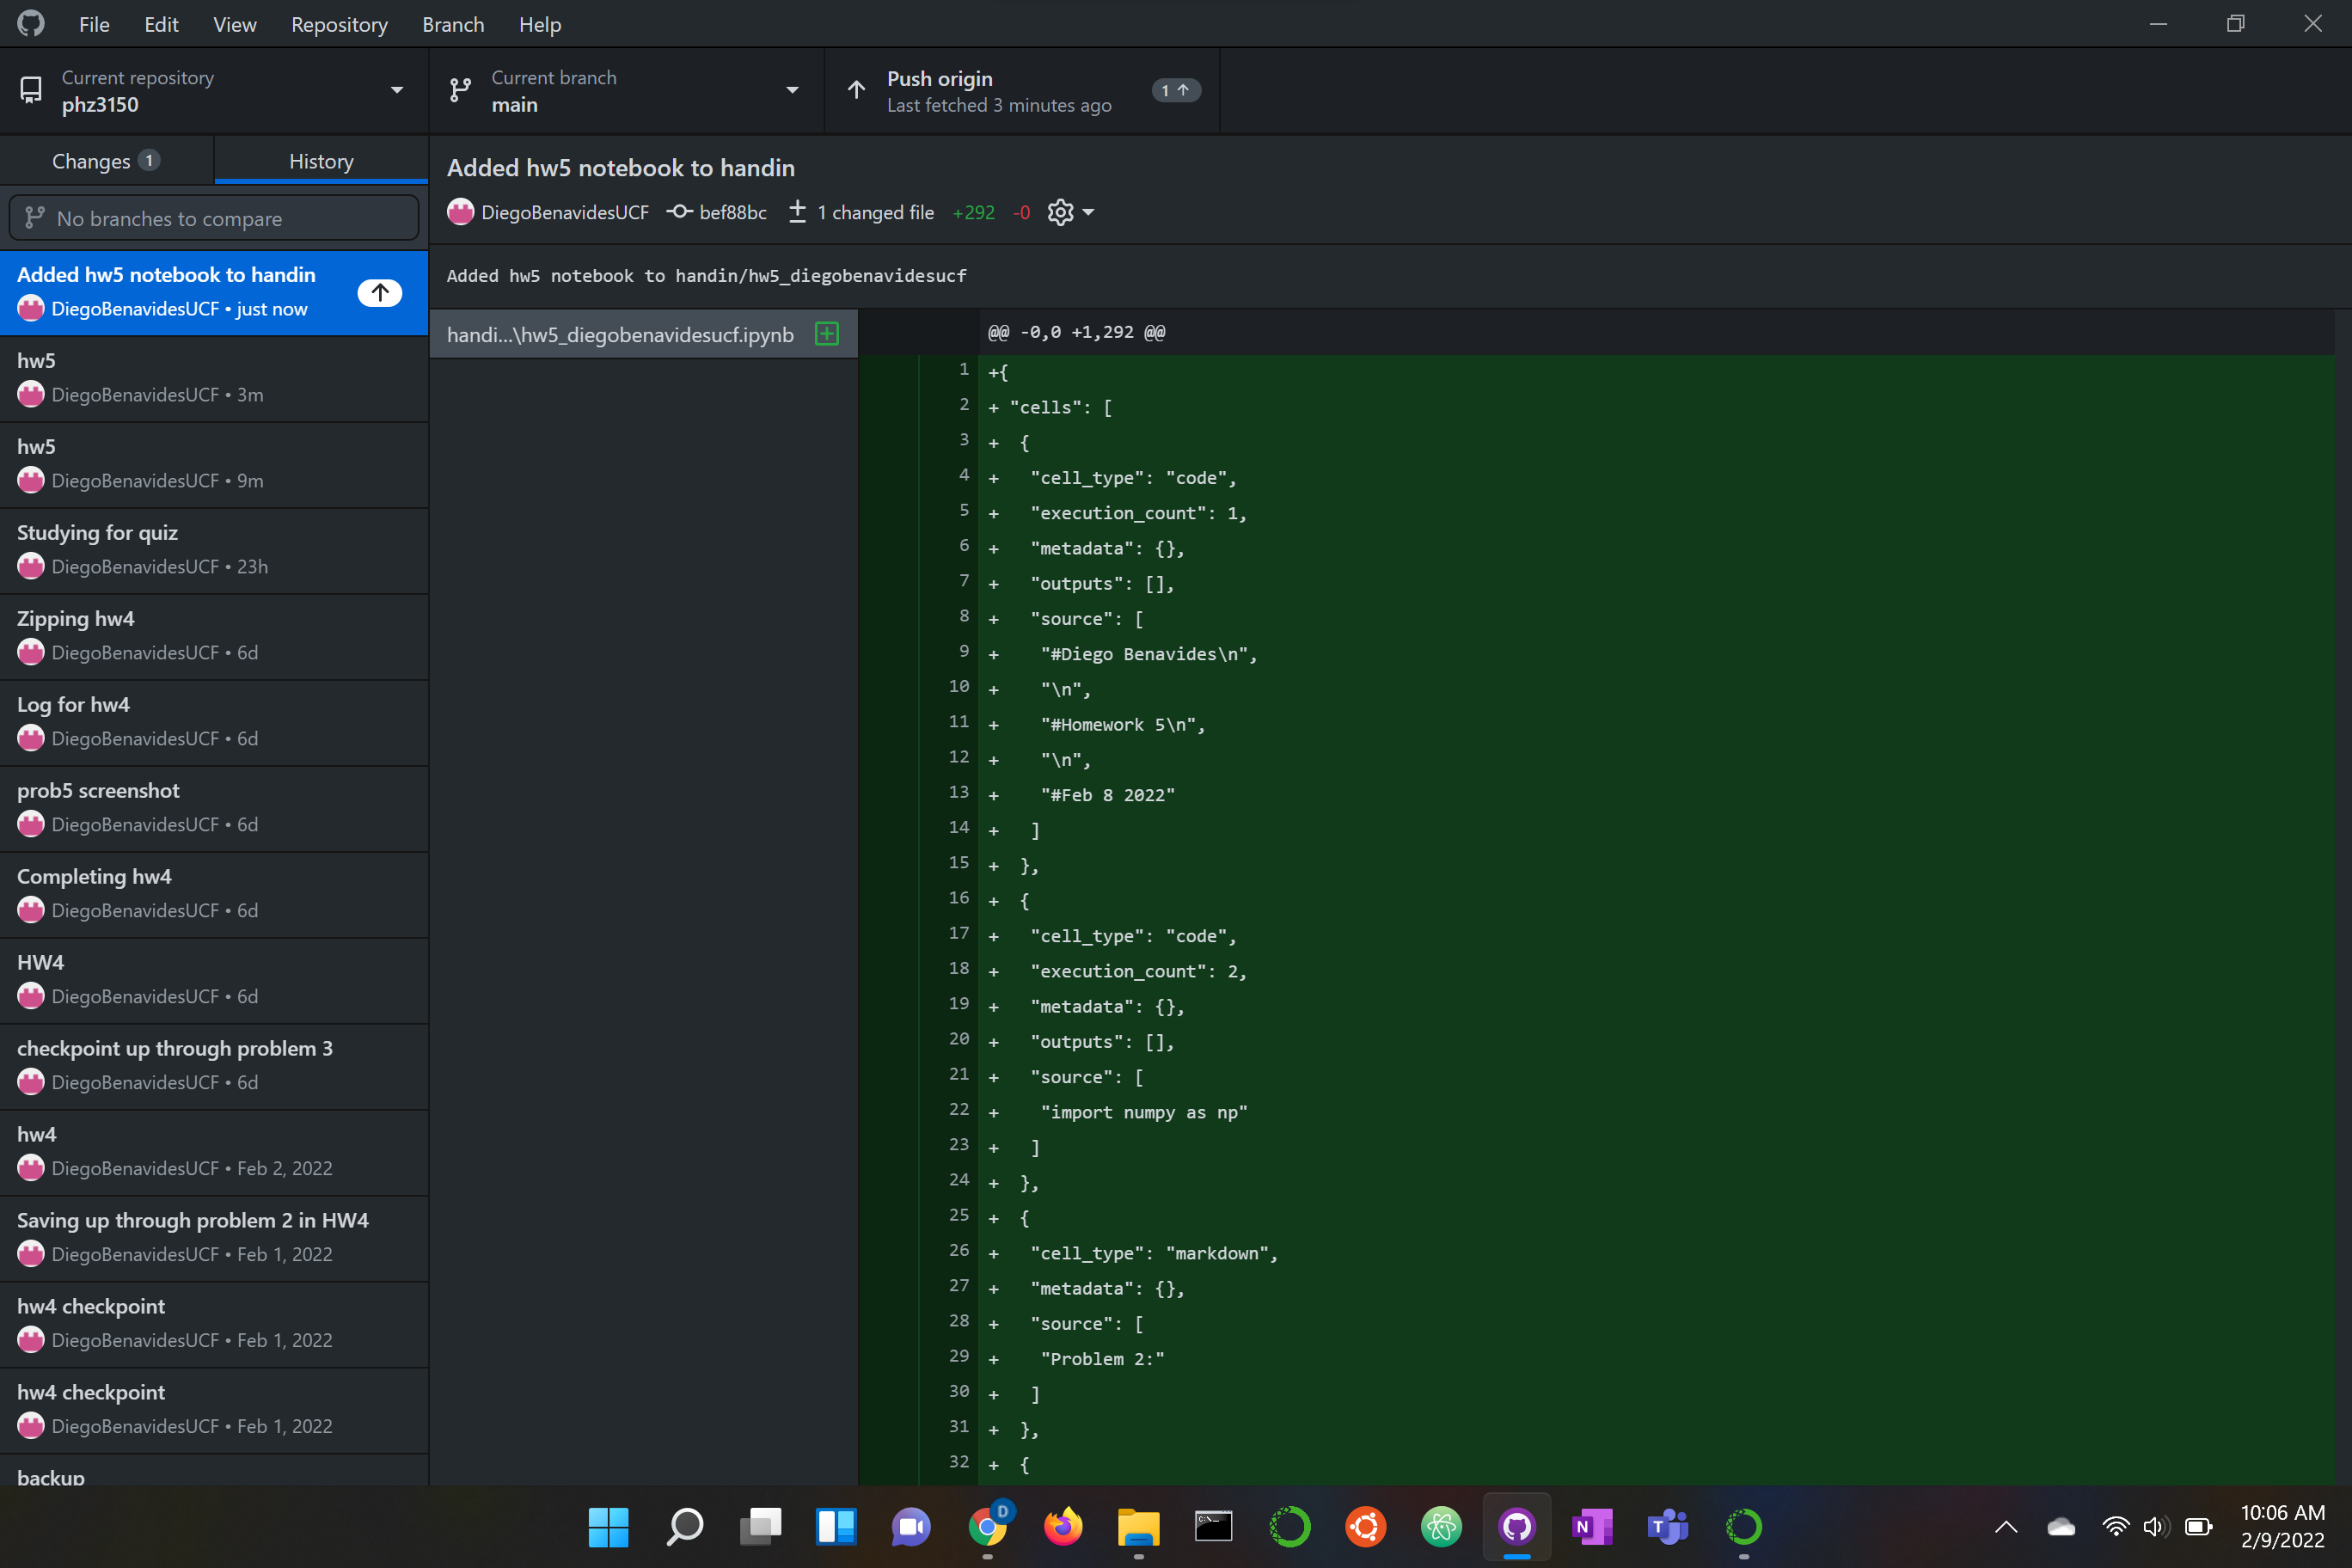 File Edit View Repository Branch Help
Current repository
phz3150
Current branch
main
Push origin
Last fetched 3 minutes ago
1
Changes 1
History
No branches to compare
Added hw5 notebook to handin
DiegoBenavidesUCF • just now
hw5
DiegoBenavidesUCF • 3m
hw5
DiegoBenavidesUCF • 9m
Studying for quiz
DiegoBenavidesUCF • 23h
Zipping hw4
DiegoBenavidesUCF • 6d
Log for hw4
DiegoBenavidesUCF • 6d
prob5 screenshot
DiegoBenavidesUCF • 6d
Completing hw4
DiegoBenavidesUCF • 6d
HW4
DiegoBenavidesUCF • 6d
checkpoint up through problem 3
DiegoBenavidesUCF • 6d
hw4
DiegoBenavidesUCF • Feb 2, 2022
Saving up through problem 2 in HW4
DiegoBenavidesUCF • Feb 1, 2022
hw4 checkpoint
DiegoBenavidesUCF • Feb 1, 2022
hw4 checkpoint
DiegoBenavidesUCF • Feb 1, 2022
backup
Added hw5 notebook to handin
DiegoBenavidesUCF bef88bc 1 changed file +292 -0
Added hw5 notebook to handin/hw5_diegobenavidesucf
handi...\hw5_diegobenavidesucf.ipynb
@@ -0,0 +1,292 @@
1 +{
2 + "cells": [
3 +  {
4 +   "cell_type": "code",
5 +   "execution_count": 1,
6 +   "metadata": {},
7 +   "outputs": [],
8 +   "source": [
9 +    "#Diego Benavides\n",
10 +    "\n",
11 +    "#Homework 5\n",
12 +    "\n",
13 +    "#Feb 8 2022"
14 +   ]
15 +  },
16 +  {
17 +   "cell_type": "code",
18 +   "execution_count": 2,
19 +   "metadata": {},
20 +   "outputs": [],
21 +   "source": [
22 +    "import numpy as np"
23 +   ]
24 +  },
25 +  {
26 +   "cell_type": "markdown",
27 +   "metadata": {},
28 +   "source": [
29 +    "Problem 2:"
30 +   ]
31 +  },
32 +  {
D
C:\_
N
T
10:06 AM
2/9/2022